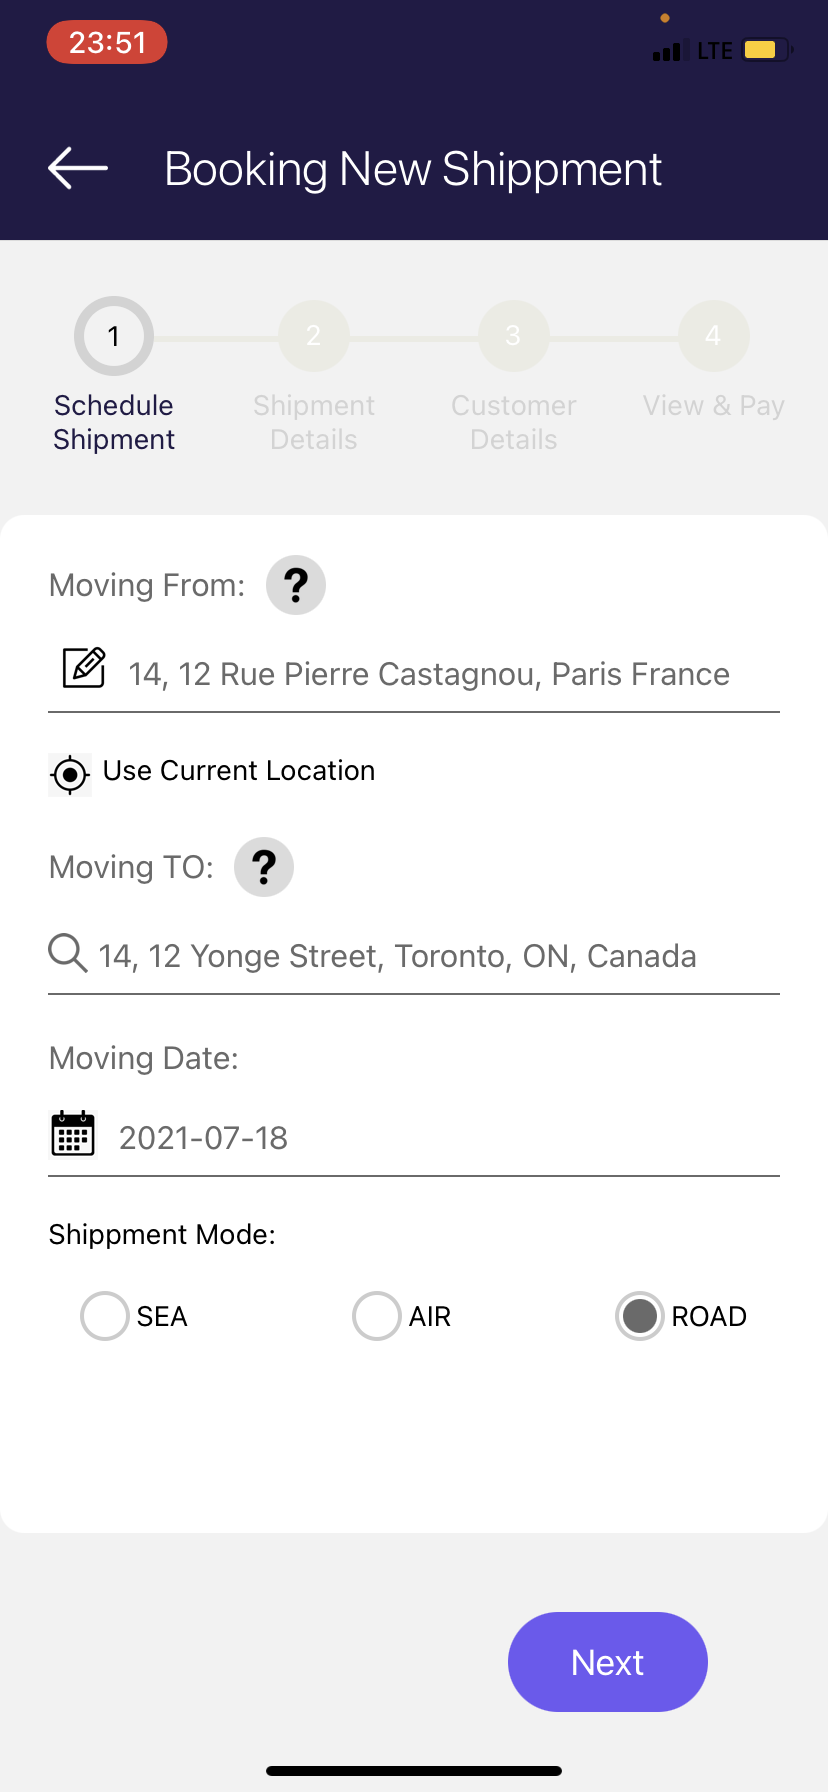 23:51
LTE
Booking New Shippment
1
2
3
4
Schedule
Shipment
Shipment
Details
Customer
Details
View & Pay
Moving From:
?
14, 12 Rue Pierre Castagnou, Paris France
Use Current Location
Moving TO:
?
14, 12 Yonge Street, Toronto, ON, Canada
Moving Date:
2021-07-18
Shippment Mode:
SEA
AIR
ROAD
Next